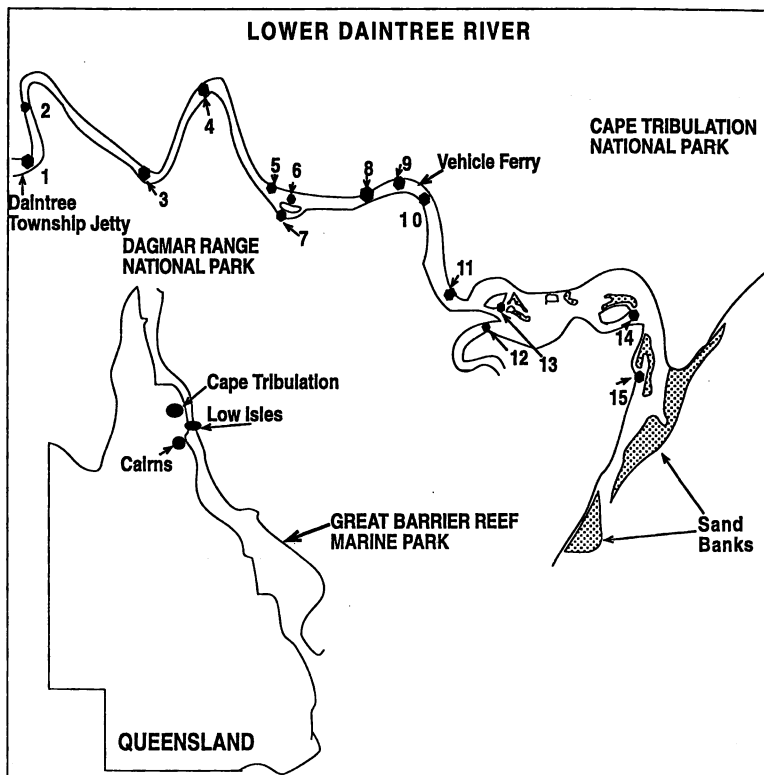 LOWER DAINTREE RIVER
2
4
CAPE TRIBULATION
NATIONAL PARK
1
3
5
6
8
9
Vehicle Ferry
Daintree
Township Jetty
7
10
DAGMAR RANGE
NATIONAL PARK
11
12
13
14
15
Cape Tribulation
Low Isles
Cairns
GREAT BARRIER REEF
MARINE PARK
Sand
Banks
QUEENSLAND